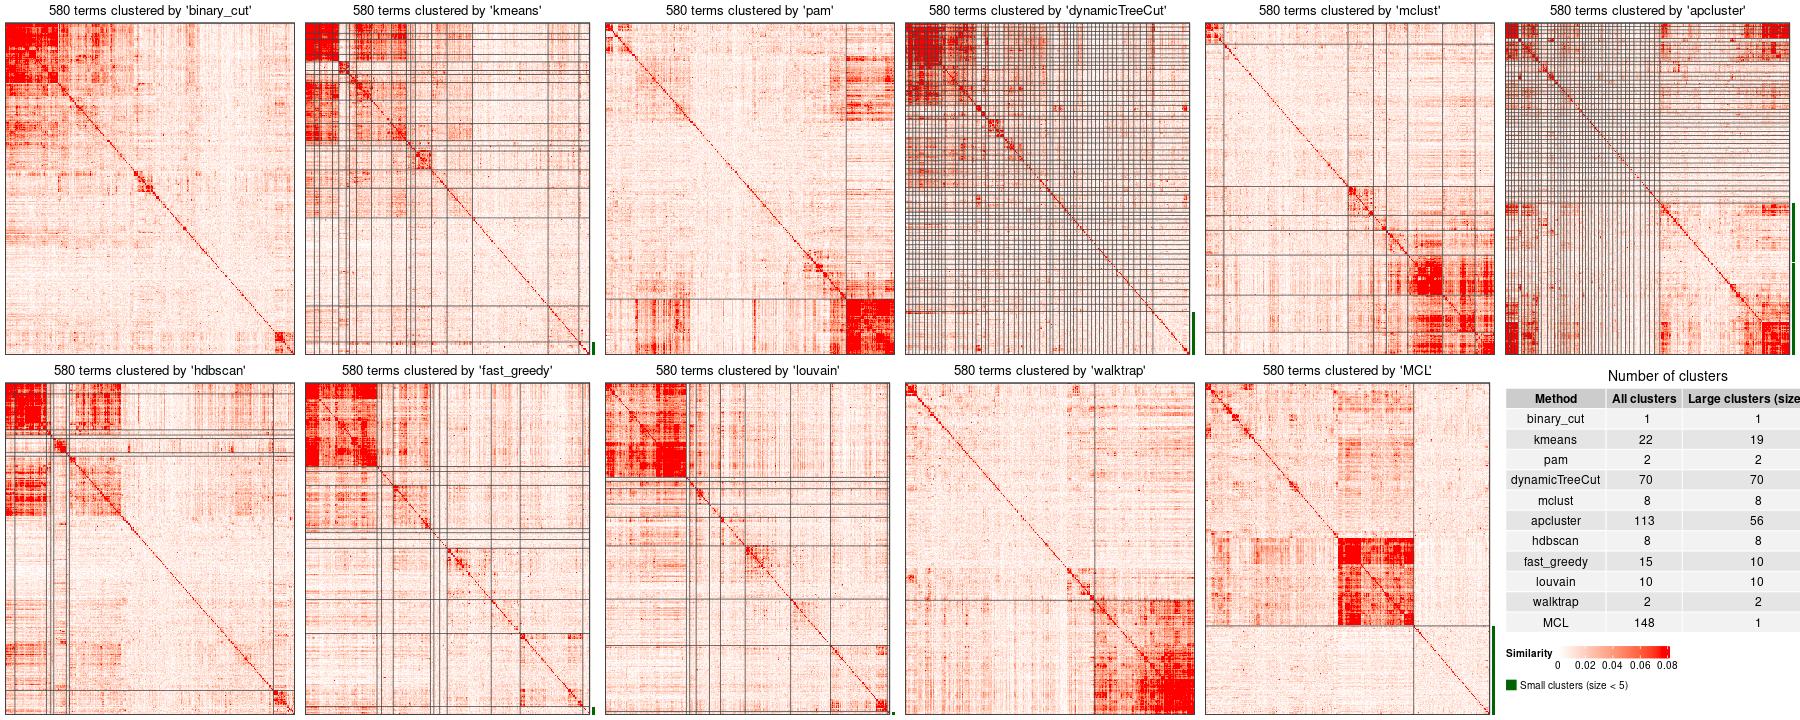 580 terms clustered by 'binary_cut'
580 terms clustered by 'kmeans'
580 terms clustered by 'pam'
580 terms clustered by 'dynamicTreeCut'
580 terms clustered by 'mclust'
580 terms clustered by 'apcluster'
580 terms clustered by 'hdbscan'
580 terms clustered by 'fast_greedy'
580 terms clustered by 'louvain'
580 terms clustered by 'walktrap'
580 terms clustered by 'MCL'
Number of clusters
Method All clusters Large clusters (size
binary_cut 1 1
kmeans 22 19
pam 2 2
dynamicTreeCut 70 70
mclust 8 8
apcluster 113 56
hdbscan 8 8
fast_greedy 15 10
louvain 10 10
walktrap 2 2
MCL 148 1
Similarity
0 0.02 0.04 0.06 0.08
Small clusters (size < 5)